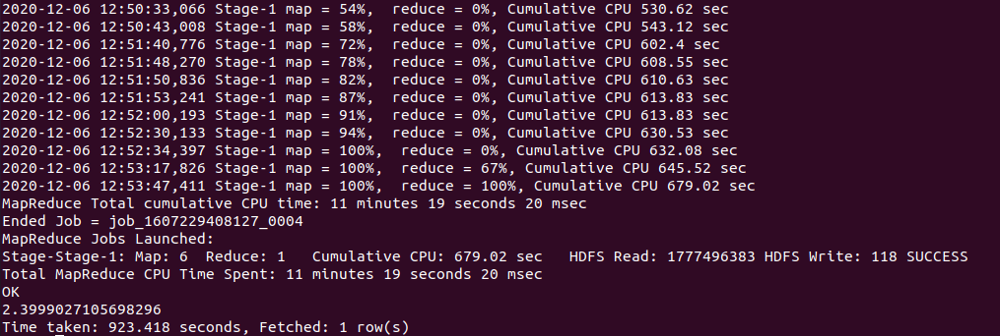 2020-12-06 12:50:33,066 Stage-1 map = 54%,  reduce = 0%, Cumulative CPU 530.62 sec
2020-12-06 12:50:43,008 Stage-1 map = 58%,  reduce = 0%, Cumulative CPU 543.12 sec
2020-12-06 12:51:40,776 Stage-1 map = 72%,  reduce = 0%, Cumulative CPU 602.4 sec
2020-12-06 12:51:48,270 Stage-1 map = 78%,  reduce = 0%, Cumulative CPU 608.55 sec
2020-12-06 12:51:50,836 Stage-1 map = 82%,  reduce = 0%, Cumulative CPU 610.63 sec
2020-12-06 12:51:53,241 Stage-1 map = 87%,  reduce = 0%, Cumulative CPU 613.83 sec
2020-12-06 12:52:00,193 Stage-1 map = 91%,  reduce = 0%, Cumulative CPU 613.83 sec
2020-12-06 12:52:30,133 Stage-1 map = 94%,  reduce = 0%, Cumulative CPU 630.53 sec
2020-12-06 12:52:34,397 Stage-1 map = 100%,  reduce = 0%, Cumulative CPU 632.08 sec
2020-12-06 12:53:17,826 Stage-1 map = 100%,  reduce = 67%, Cumulative CPU 645.52 sec
2020-12-06 12:53:47,411 Stage-1 map = 100%,  reduce = 100%, Cumulative CPU 679.02 sec
MapReduce Total cumulative CPU time: 11 minutes 19 seconds 20 msec
Ended Job = job_1607229408127_0004
MapReduce Jobs Launched:
Stage-Stage-1: Map: 6  Reduce: 1   Cumulative CPU: 679.02 sec   HDFS Read: 1777496383 HDFS Write: 118 SUCCESS
Total MapReduce CPU Time Spent: 11 minutes 19 seconds 20 msec
OK
2.3999027105698296
Time taken: 923.418 seconds, Fetched: 1 row(s)